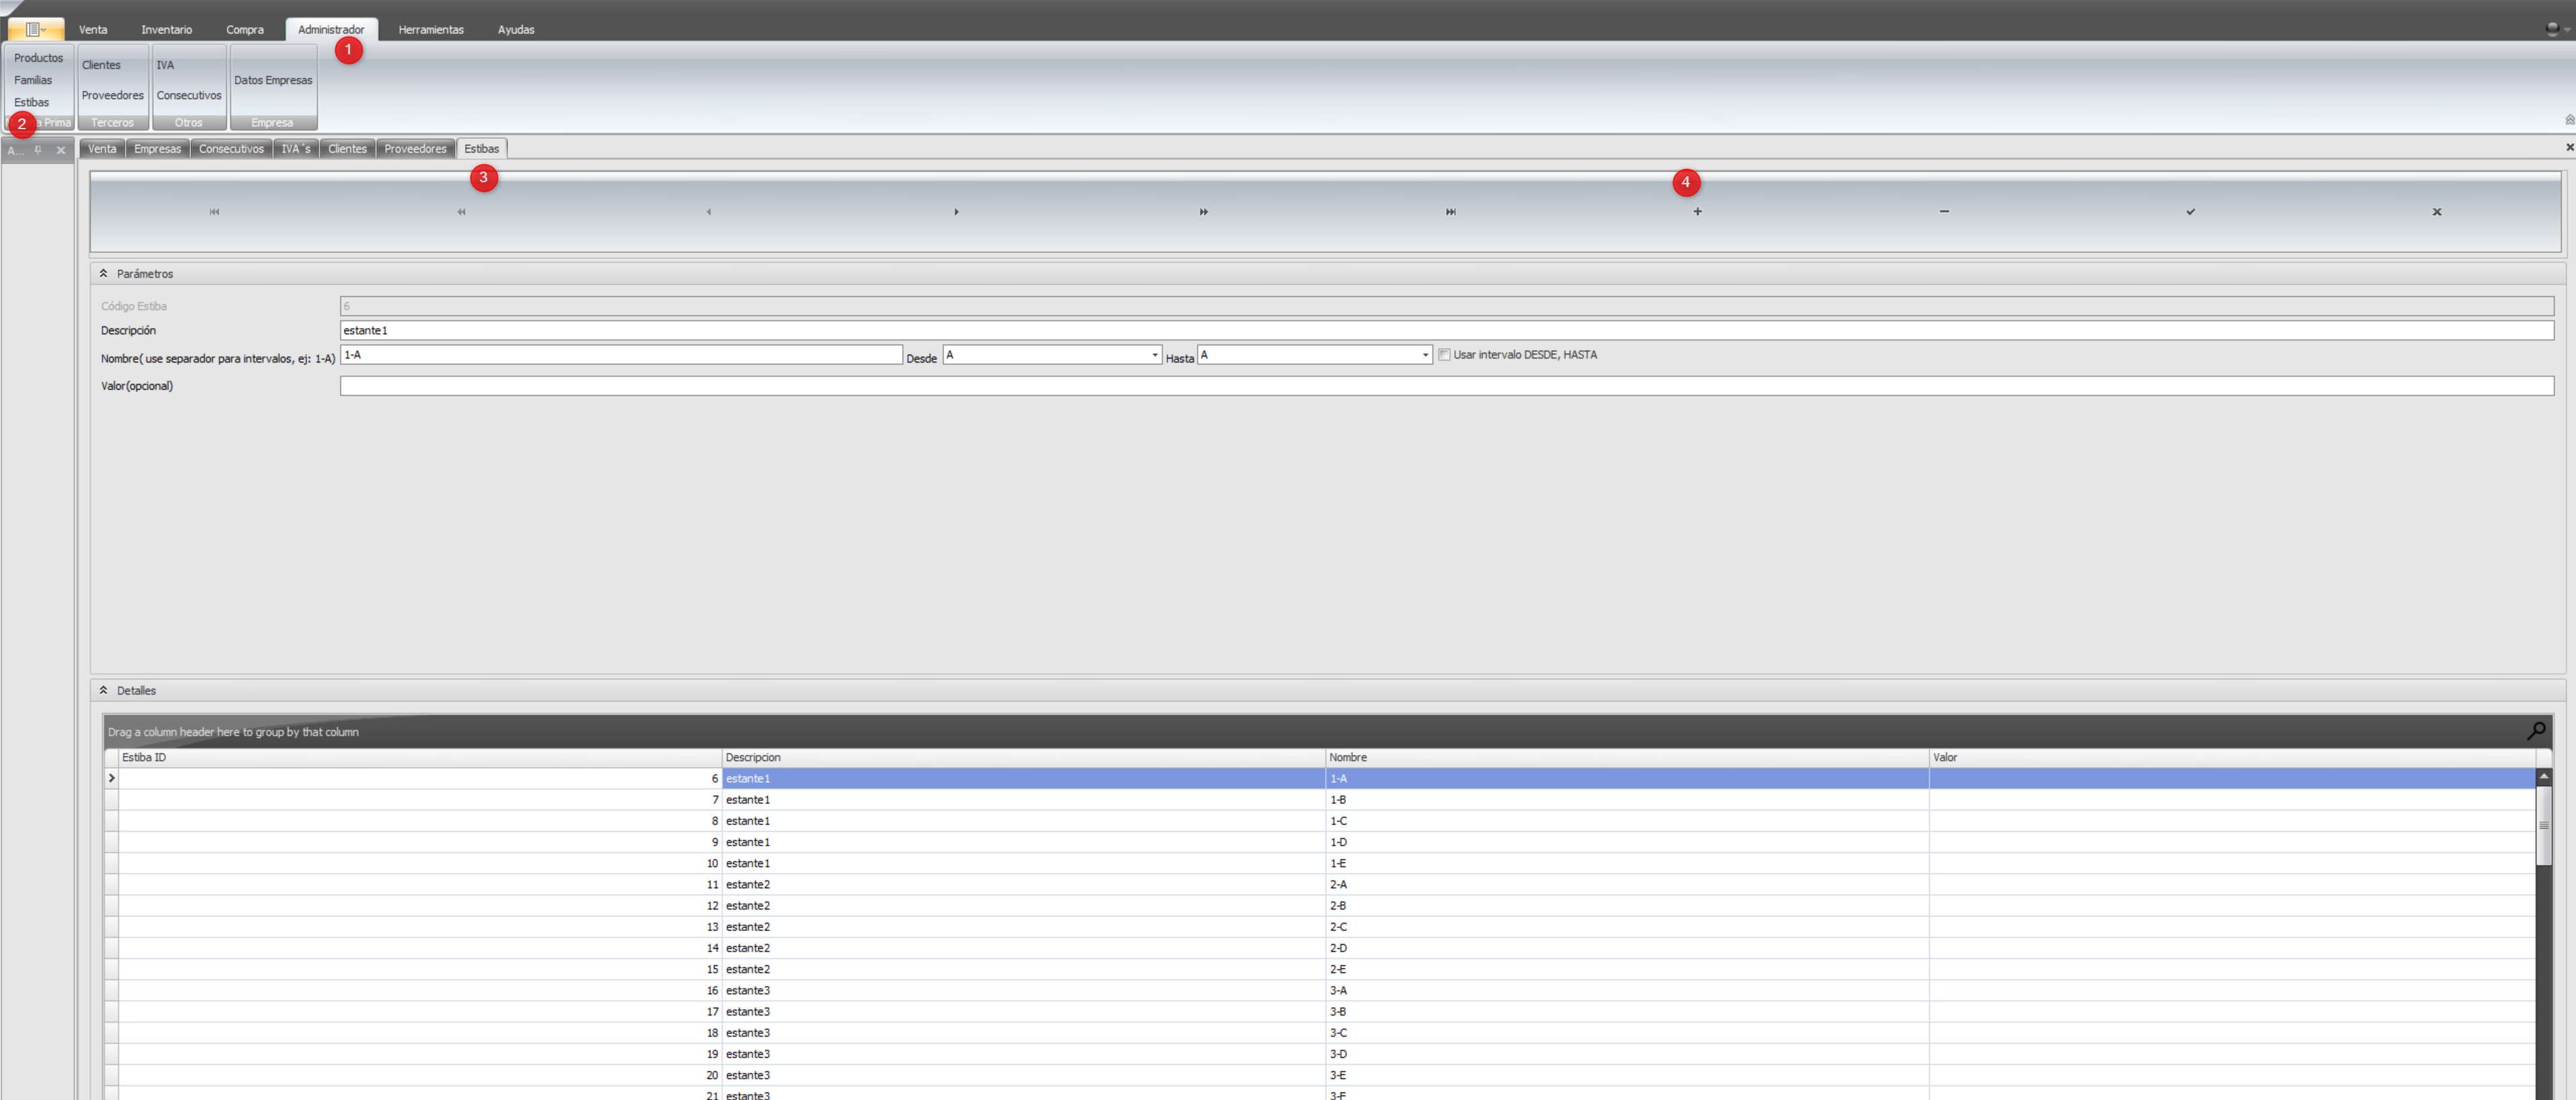 Venta Inventario Compra Administrador Herramientas Ayudas
1
Productos
Familias
Estibas
2 Prima
Clientes
Proveedores
Terceros
IVA
Consecutivos
Otros
Datos Empresas
Empresa
A...
Venta Empresas Consecutivos IVA´s Clientes Proveedores Estibas
3
4
Parámetros
Código Estiba 6
Descripción estante1
Nombre( use separador para intervalos, ej: 1-A) 1-A Desde A Hasta A Usar intervalo DESDE, HASTA
Valor(opcional)
Detalles
Drag a column header here to group by that column
Estiba ID Descripcion Nombre Valor
6 estante1 1-A
7 estante1 1-B
8 estante1 1-C
9 estante1 1-D
10 estante1 1-E
11 estante2 2-A
12 estante2 2-B
13 estante2 2-C
14 estante2 2-D
15 estante2 2-E
16 estante3 3-A
17 estante3 3-B
18 estante3 3-C
19 estante3 3-D
20 estante3 3-E
21 estante3 3-F